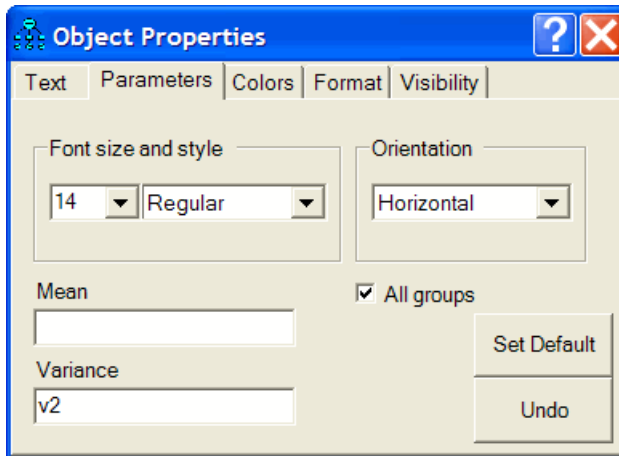 Object Properties
Text Parameters Colors Format Visibility
Font size and style
14 Regular
Orientation
Horizontal
Mean
All groups
Variance
v2
Set Default
Undo